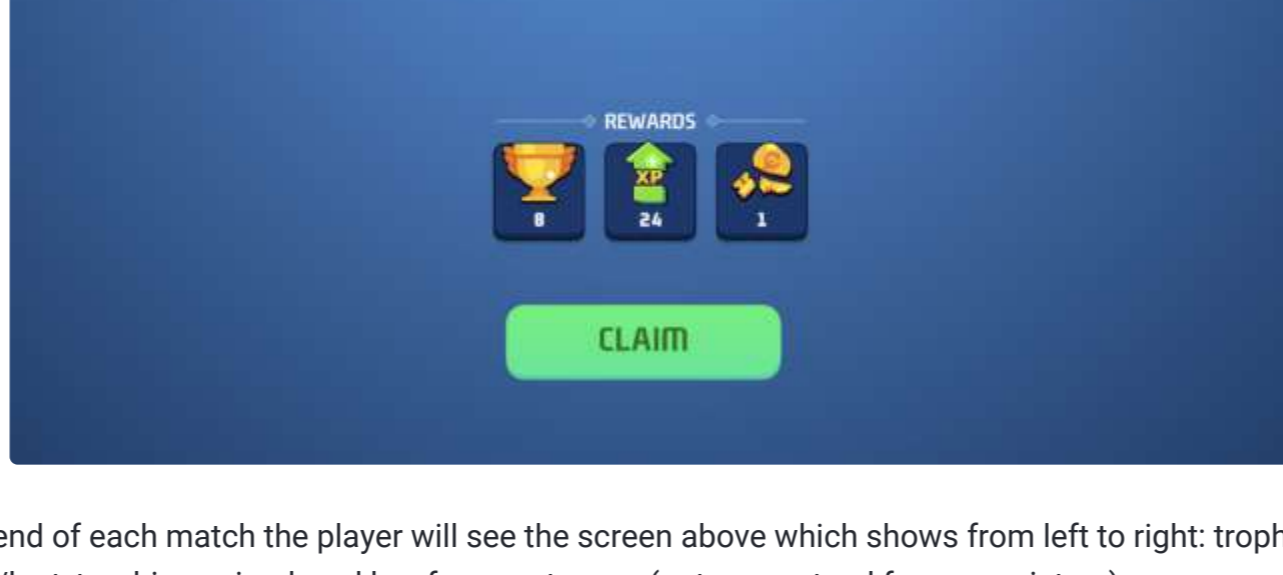 REWARDS
8 XP 24 1
CLAIM
end of each match the player will see the screen above which shows from left to right: troph